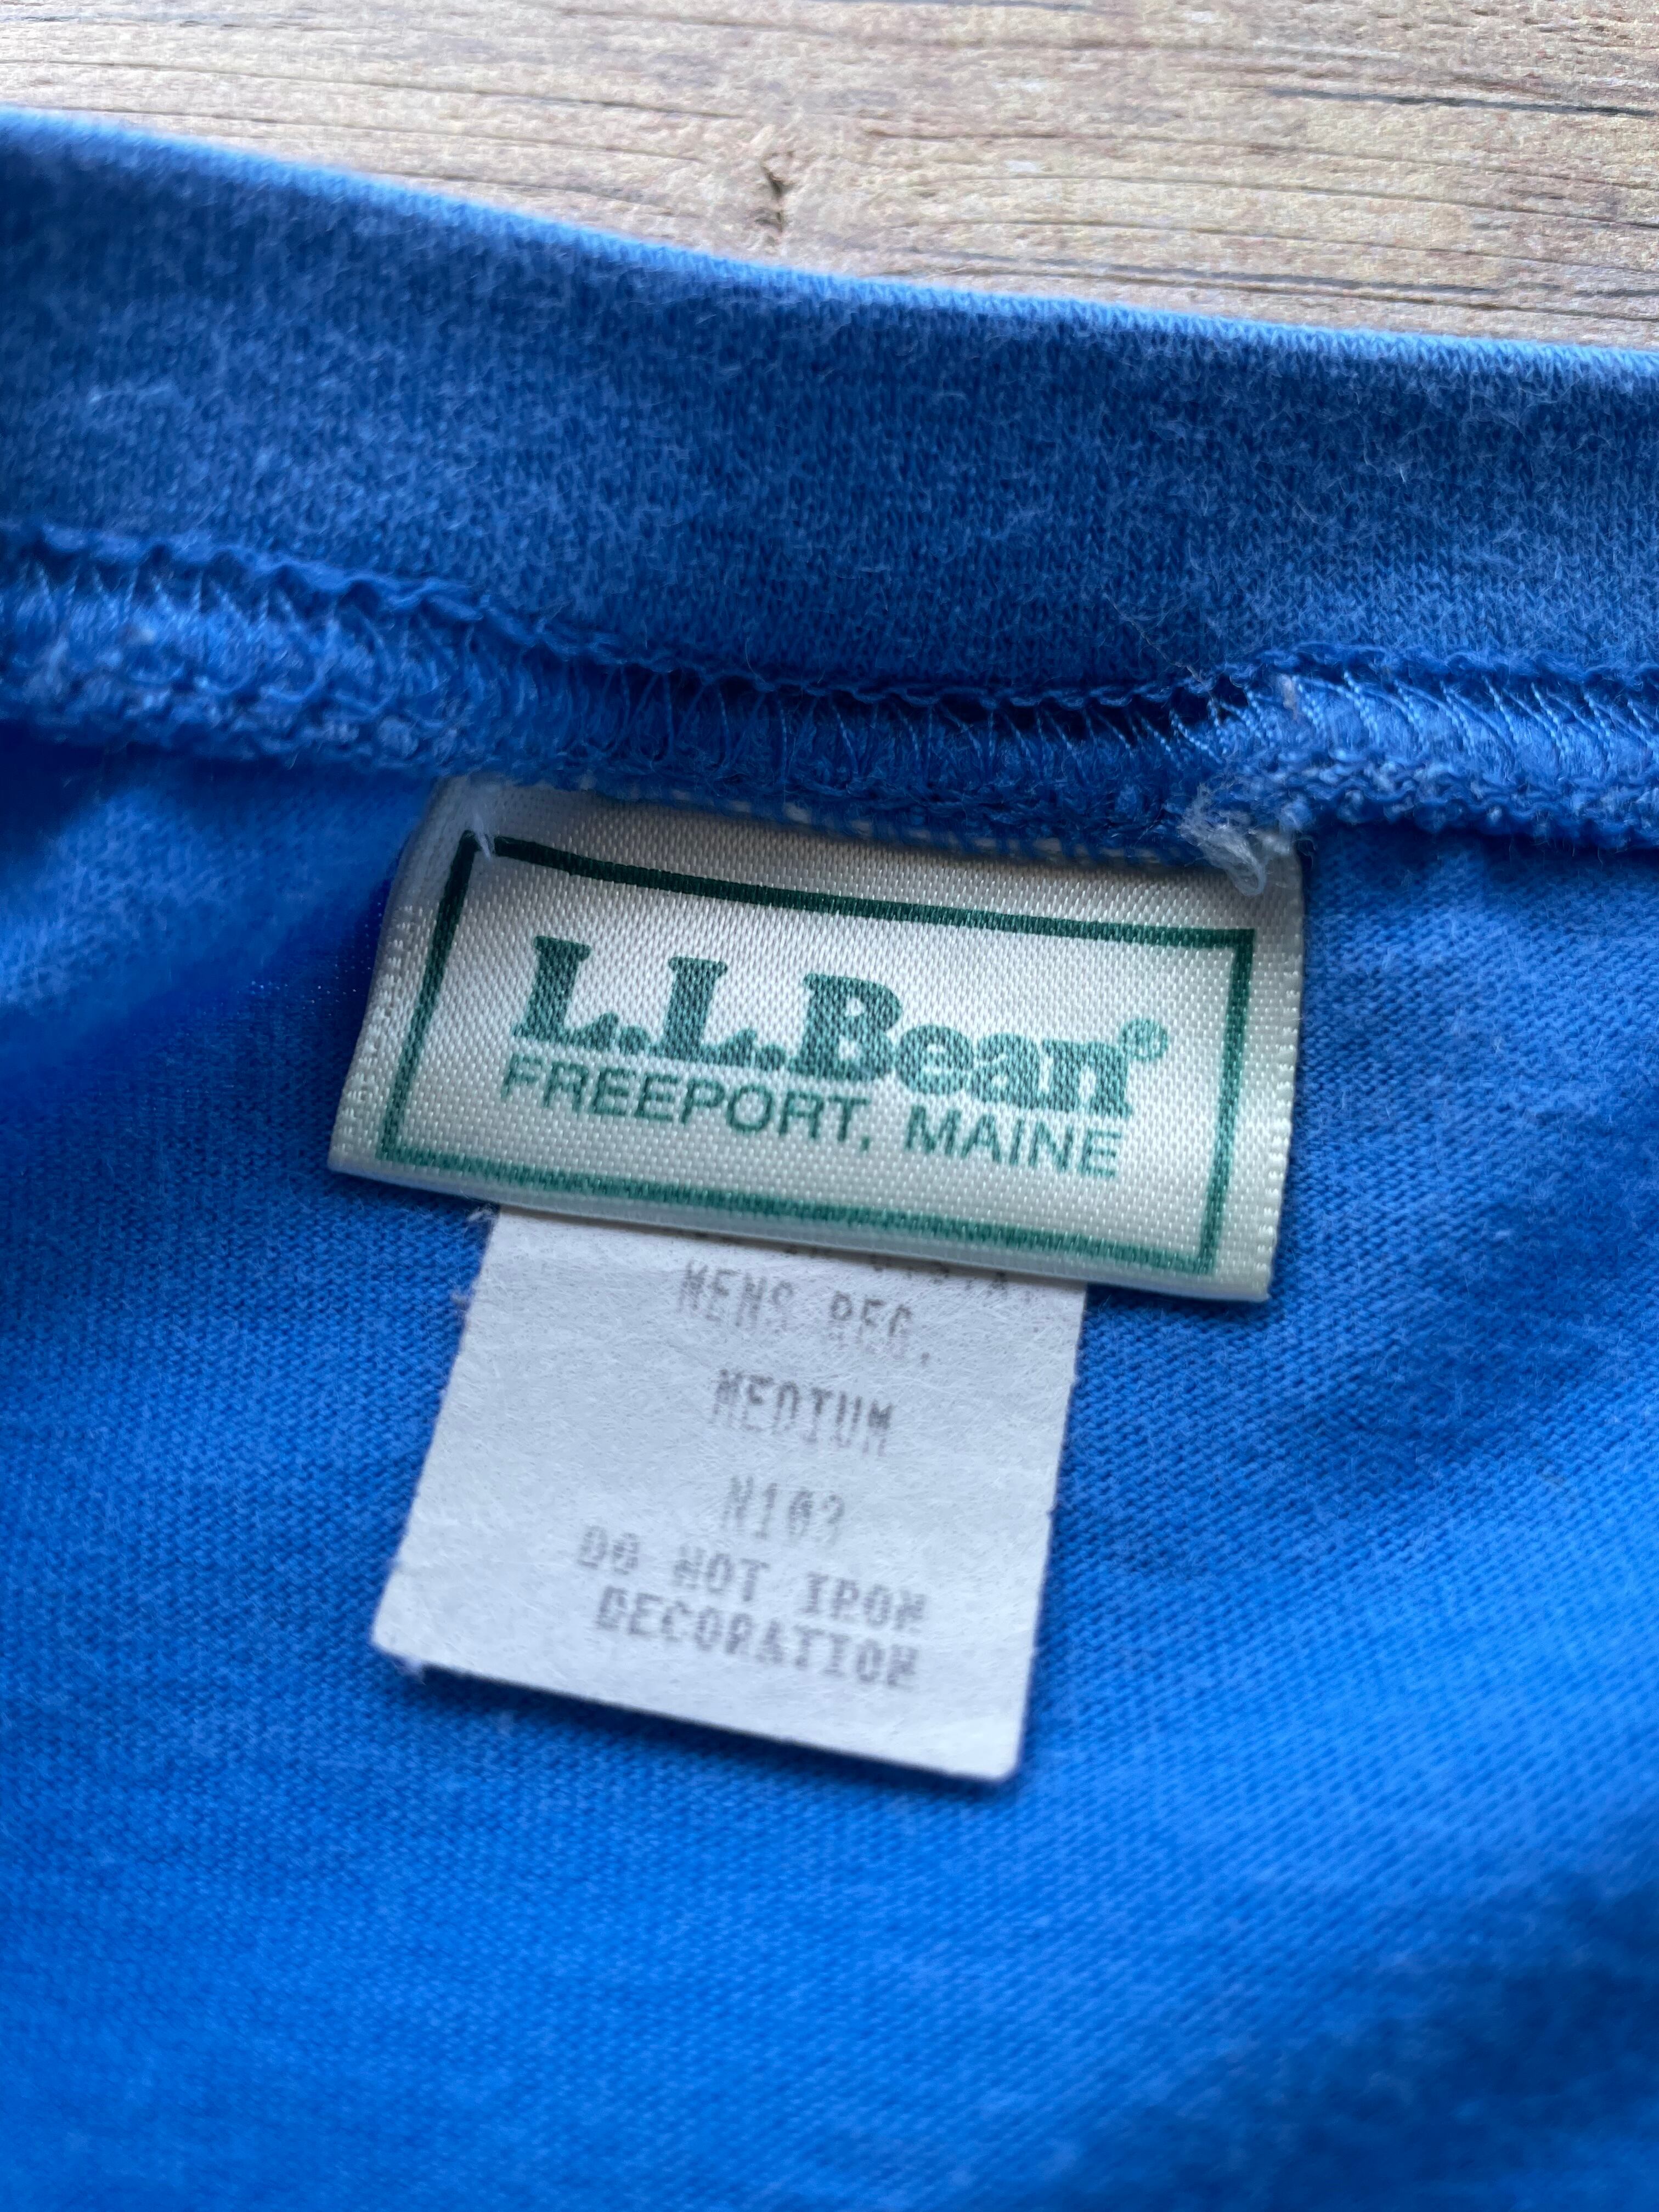 L.L.Bean®
FREEPORT, MAINE
U.S.A.
MENS REG.
MEDIUM
DO NOT IRON
DECORATION